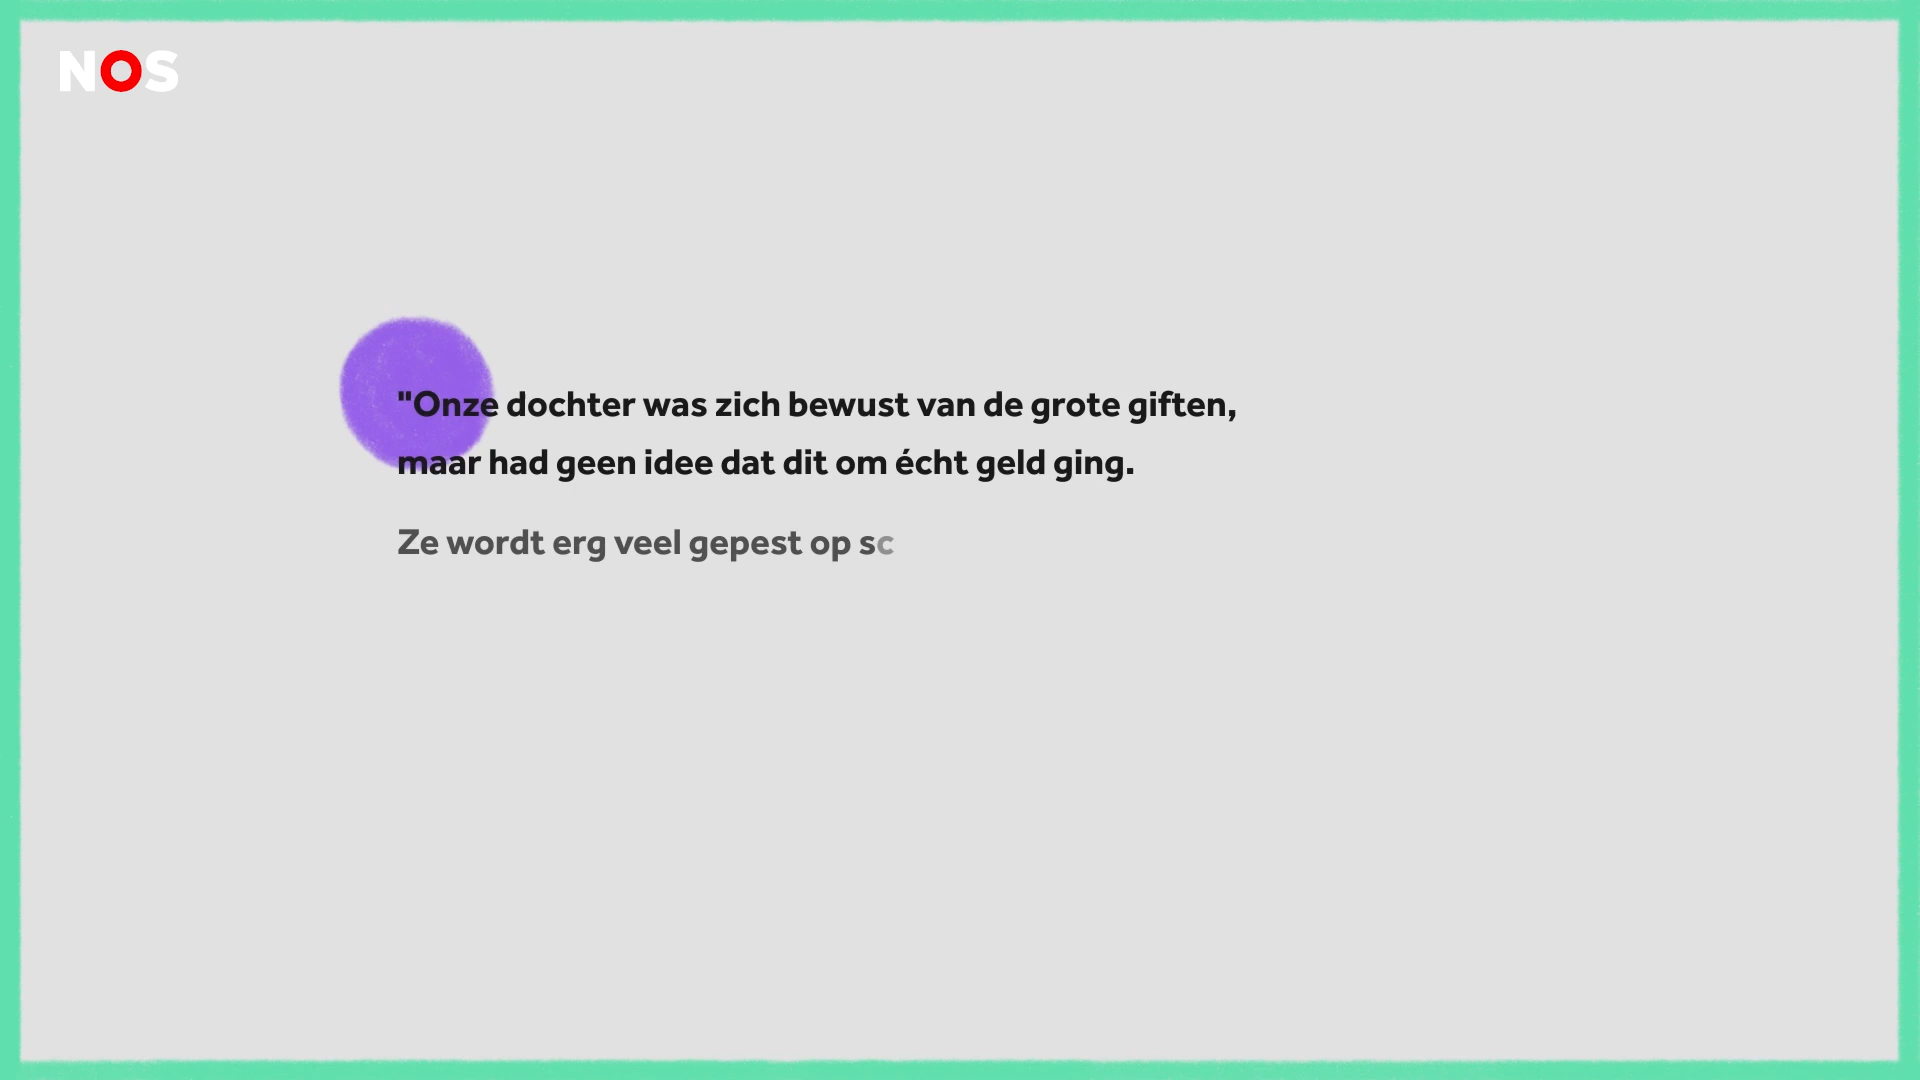 NOS
"Onze dochter was zich bewust van de grote giften,
maar had geen idee dat dit om écht geld ging.
Ze wordt erg veel gepest op sc